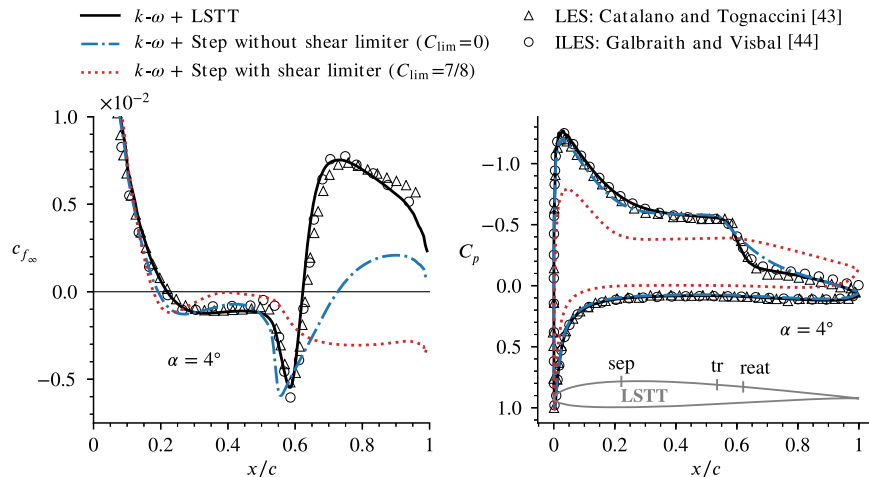 k-ω + LSTT
k-ω + Step without shear limiter (C_lim=0)
k-ω + Step with shear limiter (C_lim=7/8)
LES: Catalano and Tognaccini [43]
ILES: Galbraith and Visbal [44]
×10⁻²
1.0
0.5
0.0
−0.5
c_f∞
α = 4°
0 0.2 0.4 0.6 0.8 1
x/c
−1.0
−0.5
0.0
0.5
1.0
C_p
α = 4°
sep tr reat
LSTT
0 0.2 0.4 0.6 0.8 1
x/c